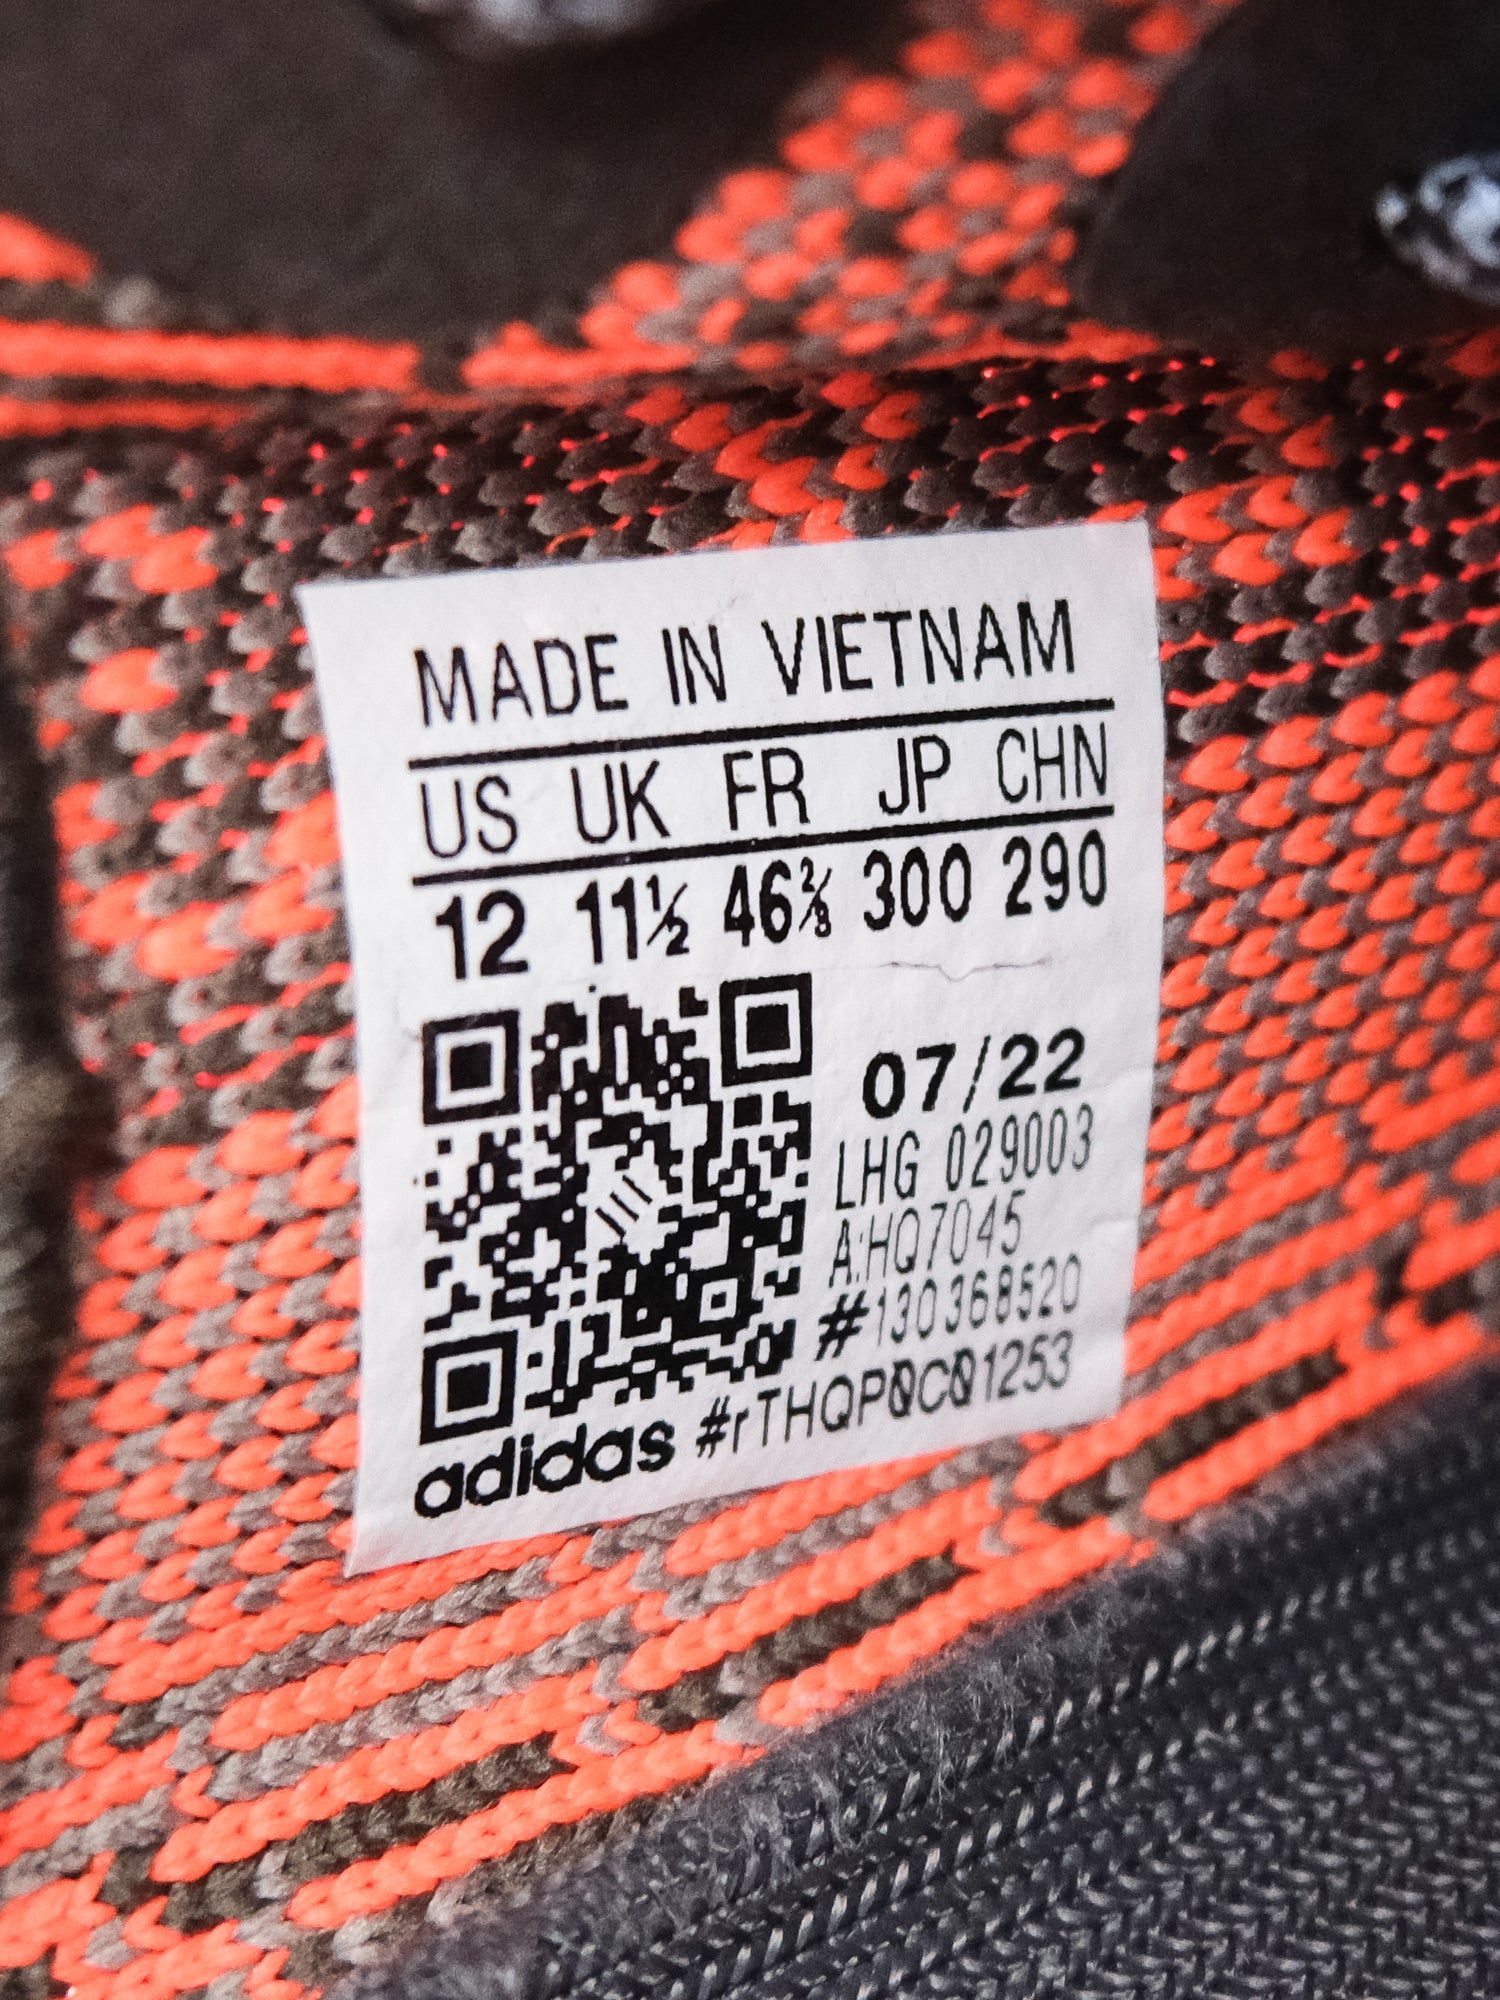 MADE IN VIETNAM
US UK FR JP CHN
12 11½ 46⅔ 300 290
07/22
LHG 029003
A:HQ7045
#130368520
adidas #rTHQP0C01253